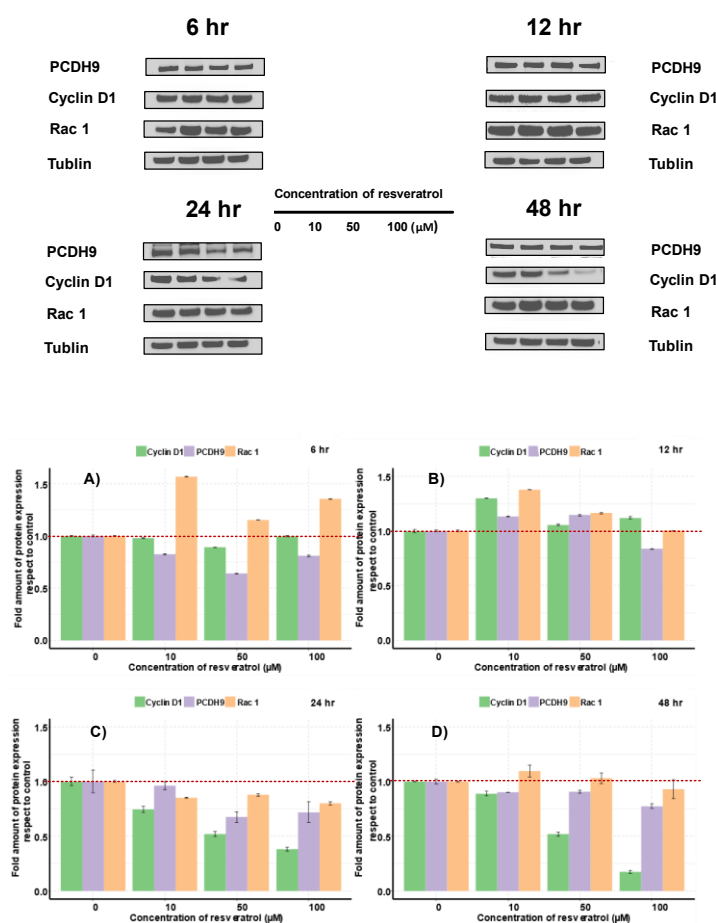 6 hr
12 hr
PCDH9
Cyclin D1
Rac 1
Tublin
PCDH9
Cyclin D1
Rac 1
Tublin
Concentration of resveratrol
0 10 50 100 (μM)
24 hr
48 hr
PCDH9
Cyclin D1
Rac 1
Tublin
PCDH9
Cyclin D1
Rac 1
Tublin
Cyclin D1 PCDH9 Rac 1 6 hr
A)
Fold amount of protein expression
respect to control
1.5
1.0
0.5
0.0
0 10 50 100
Concentration of resveratrol (μM)
Cyclin D1 PCDH9 Rac 1 12 hr
B)
Fold amount of protein expression
respect to control
1.5
1.0
0.5
0.0
0 10 50 100
Concentration of resveratrol (μM)
Cyclin D1 PCDH9 Rac 1 24 hr
C)
Fold amount of protein expression
respect to control
1.5
1.0
0.5
0.0
0 10 50 100
Concentration of resveratrol (μM)
Cyclin D1 PCDH9 Rac 1 48 hr
D)
Fold amount of protein expression
respect to control
1.5
1.0
0.5
0.0
0 10 50 100
Concentration of resveratrol (μM)